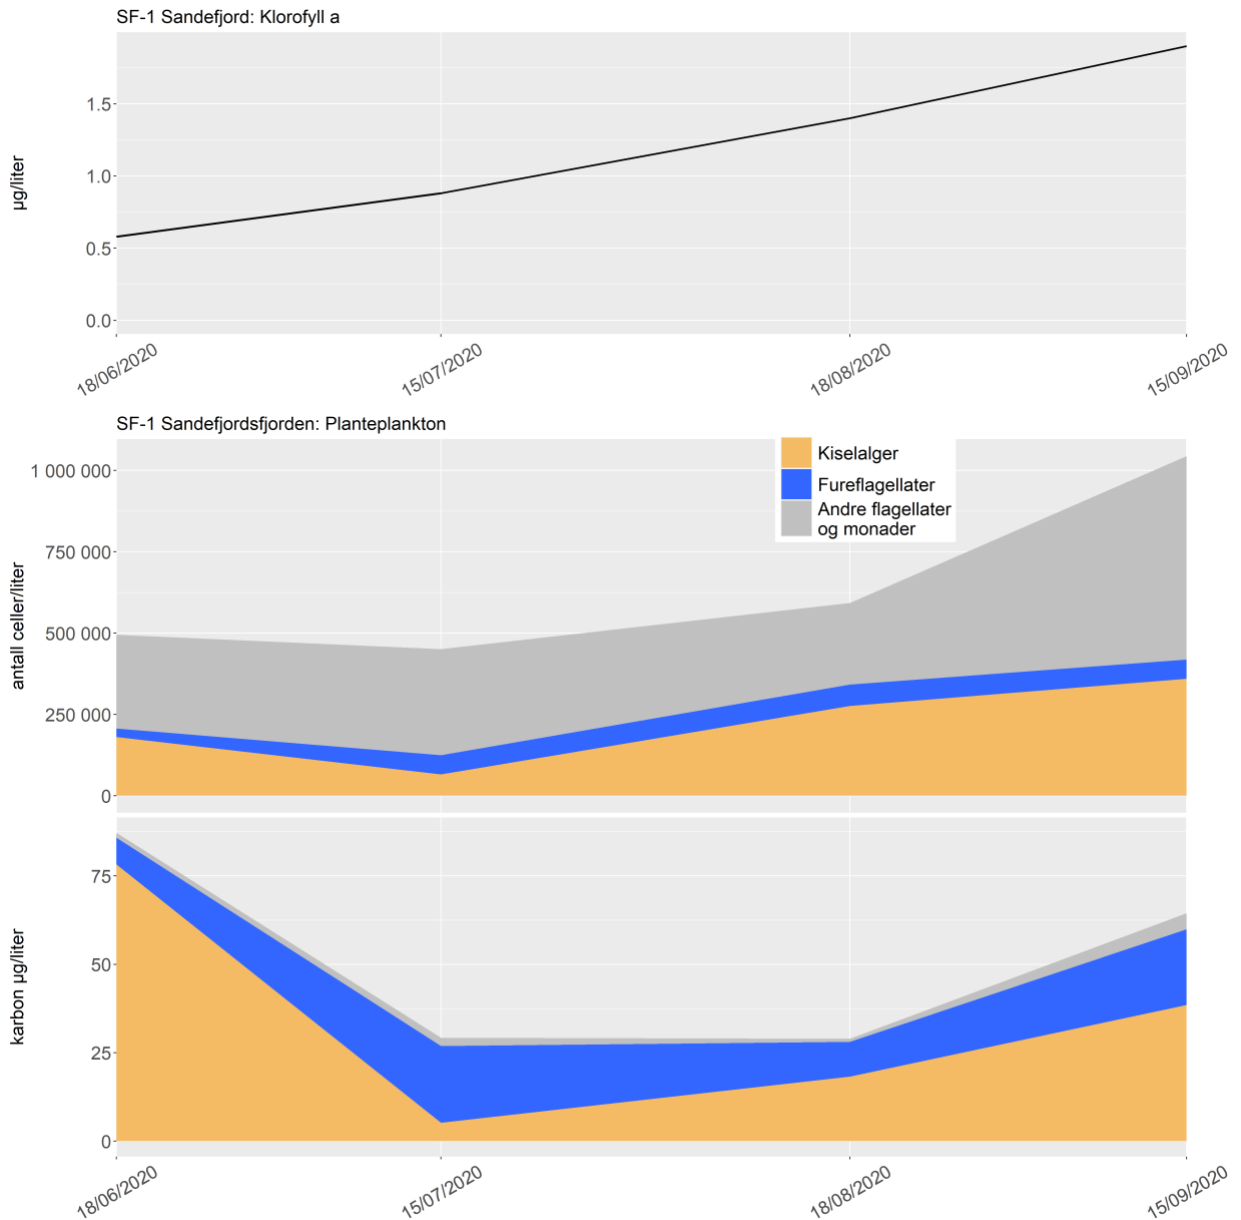 SF-1 Sandefjord: Klorofyll a
µg/liter
1.5
1.0
0.5
0.0
18/06/2020
15/07/2020
18/08/2020
15/09/2020
SF-1 Sandefjordsfjorden: Planteplankton
Kiselalger
Fureflagellater
Andre flagellater
og monader
antall celler/liter
1 000 000
750 000
500 000
250 000
0
karbon µg/liter
75
50
25
0
18/06/2020
15/07/2020
18/08/2020
15/09/2020